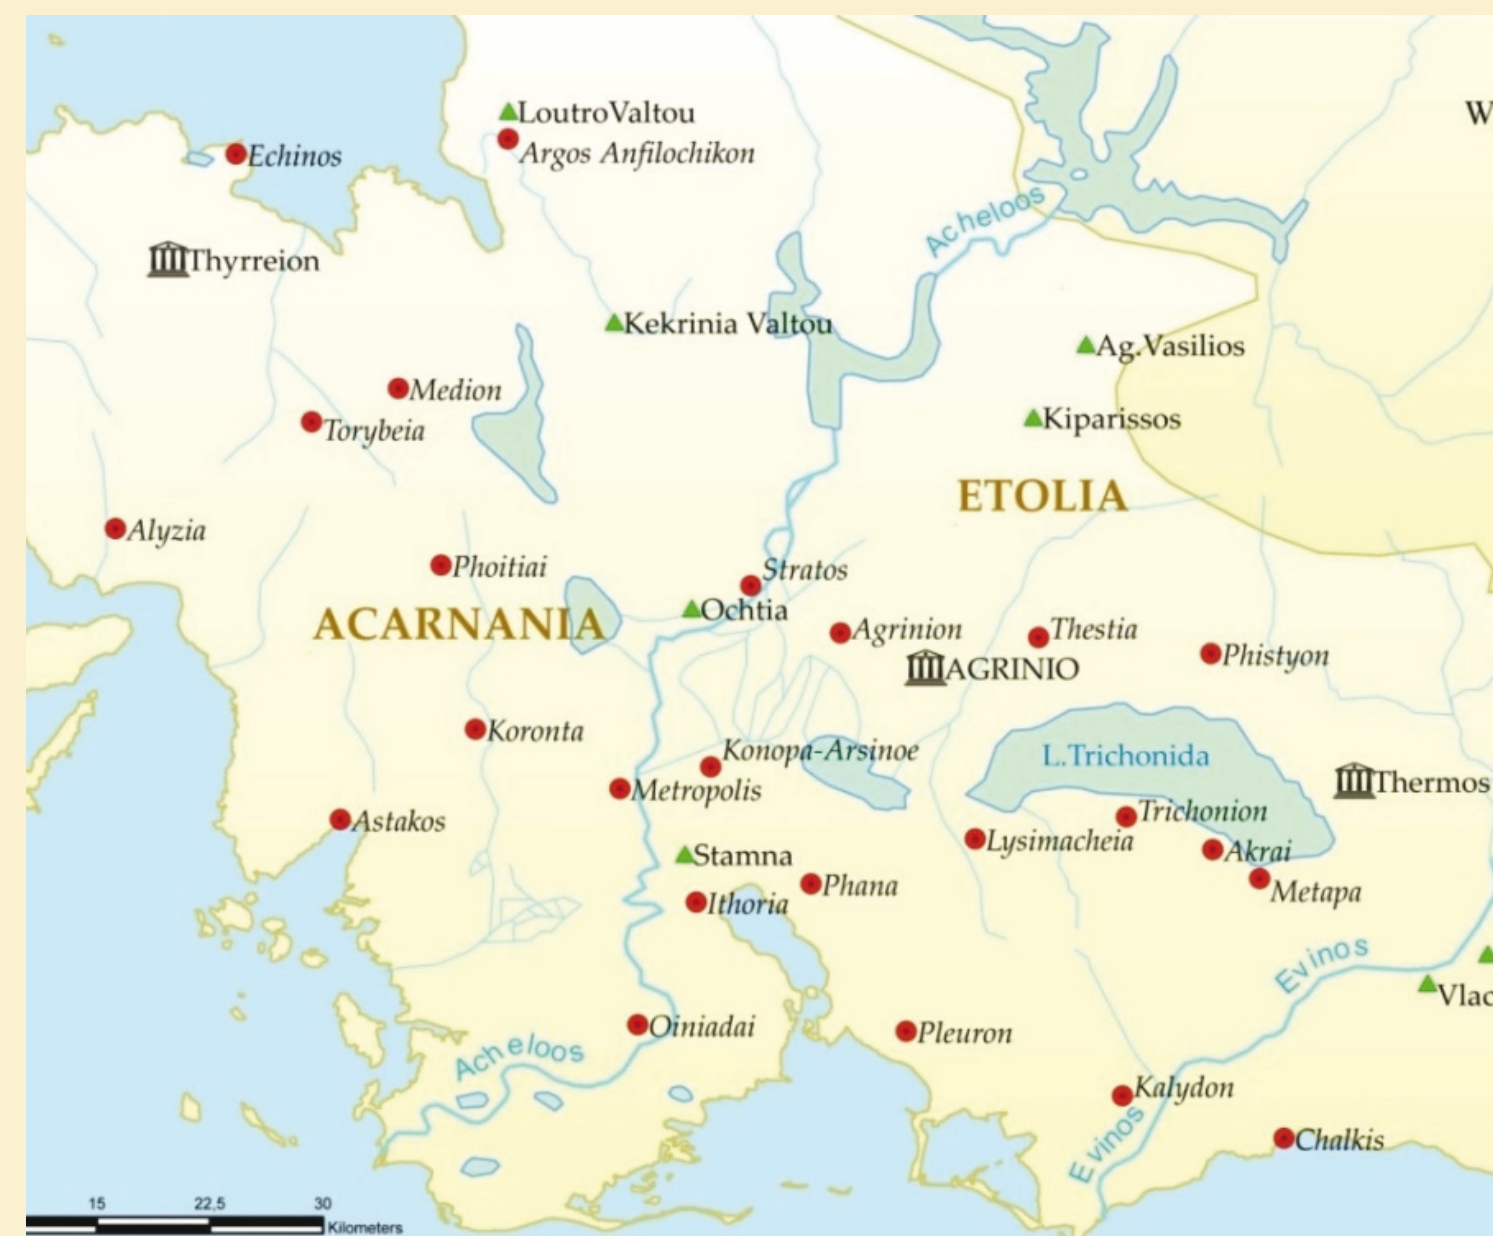 LoutroValtou
W
Argos Anfilochikon
Echinos
Acheloos
Thyrreion
Kekrinia Valtou
Ag.Vasilios
Medion
Kiparissos
Torybeia
ETOLIA
Alyzia
Phoitiai
Stratos
Ochtia
ACARNANIA
Agrinion
Thestia
AGRINIO
Phistyon
Koronta
Konopa-Arsinoe
L.Trichonida
Metropolis
Thermos
Trichonion
Astakos
Lysimacheia
Akrai
Stamna
Phana
Metapa
Ithoria
Evinos
Vlac
Oiniadai
Pleuron
Acheloos
Kalydon
Evinos
Chalkis
15 22,5 30
Kilometers